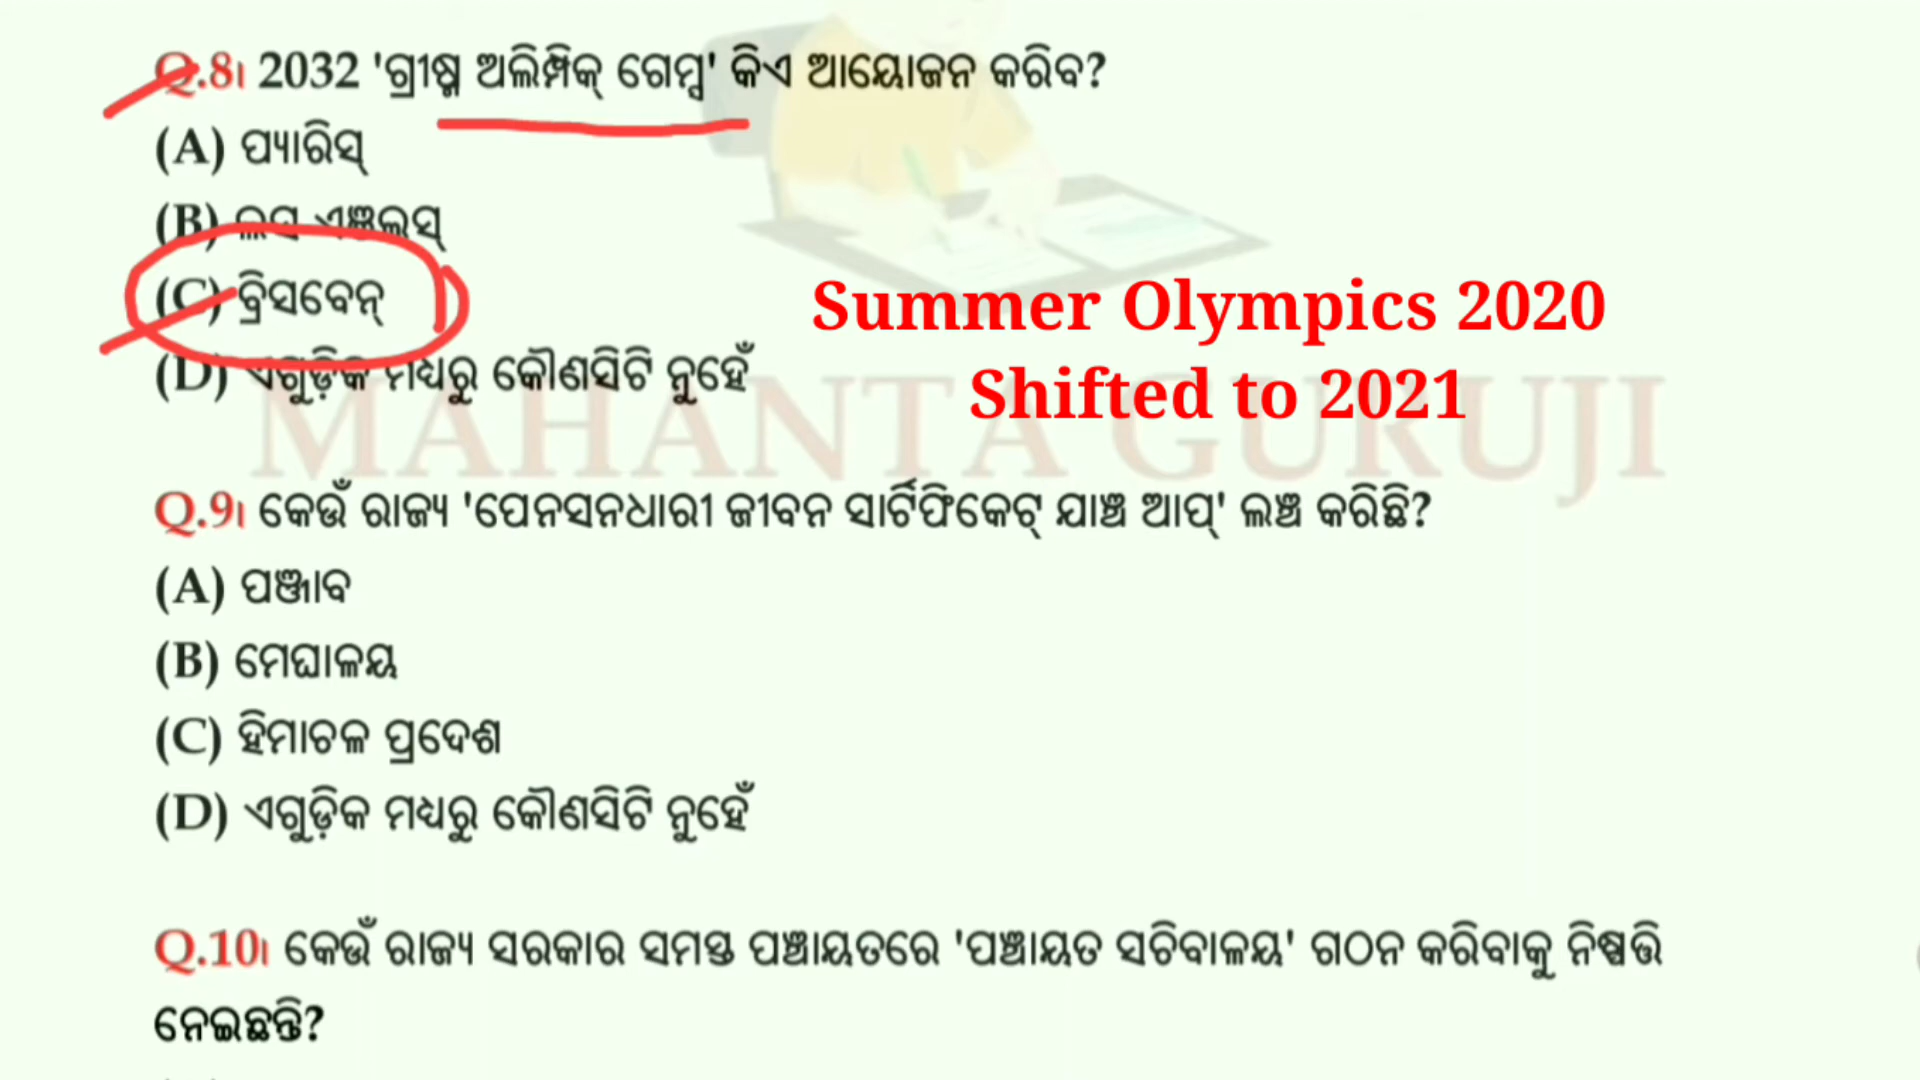 Q.8। 2032 'ଗ୍ରୀଷ୍ମ ଅଲିମ୍ପିକ୍ ଗେମ୍ସ' କିଏ ଆୟୋଜନ କରିବ?
(A) ପ୍ୟାରିସ୍
(B) ଲସ ଏଞ୍ଜେଲସ୍
(C) ବ୍ରିସବେନ୍
(D) ଏଗୁଡ଼ିକ ମଧ୍ୟରୁ କୌଣସିଟି ନୁହେଁ
Summer Olympics 2020
Shifted to 2021
MAHANTA GURUJI
Q.9। କେଉଁ ରାଜ୍ୟ 'ପେନସନଧାରୀ ଜୀବନ ସାର୍ଟିଫିକେଟ୍ ଯାଞ୍ଚ ଆପ୍' ଲଞ୍ଚ କରିଛି?
(A) ପଞ୍ଜାବ
(B) ମେଘାଳୟ
(C) ହିମାଚଳ ପ୍ରଦେଶ
(D) ଏଗୁଡ଼ିକ ମଧ୍ୟରୁ କୌଣସିଟି ନୁହେଁ
Q.10। କେଉଁ ରାଜ୍ୟ ସରକାର ସମସ୍ତ ପଞ୍ଚାୟତରେ 'ପଞ୍ଚାୟତ ସଚିବାଳୟ' ଗଠନ କରିବାକୁ ନିଷ୍ପତ୍ତି
ନେଇଛନ୍ତି?